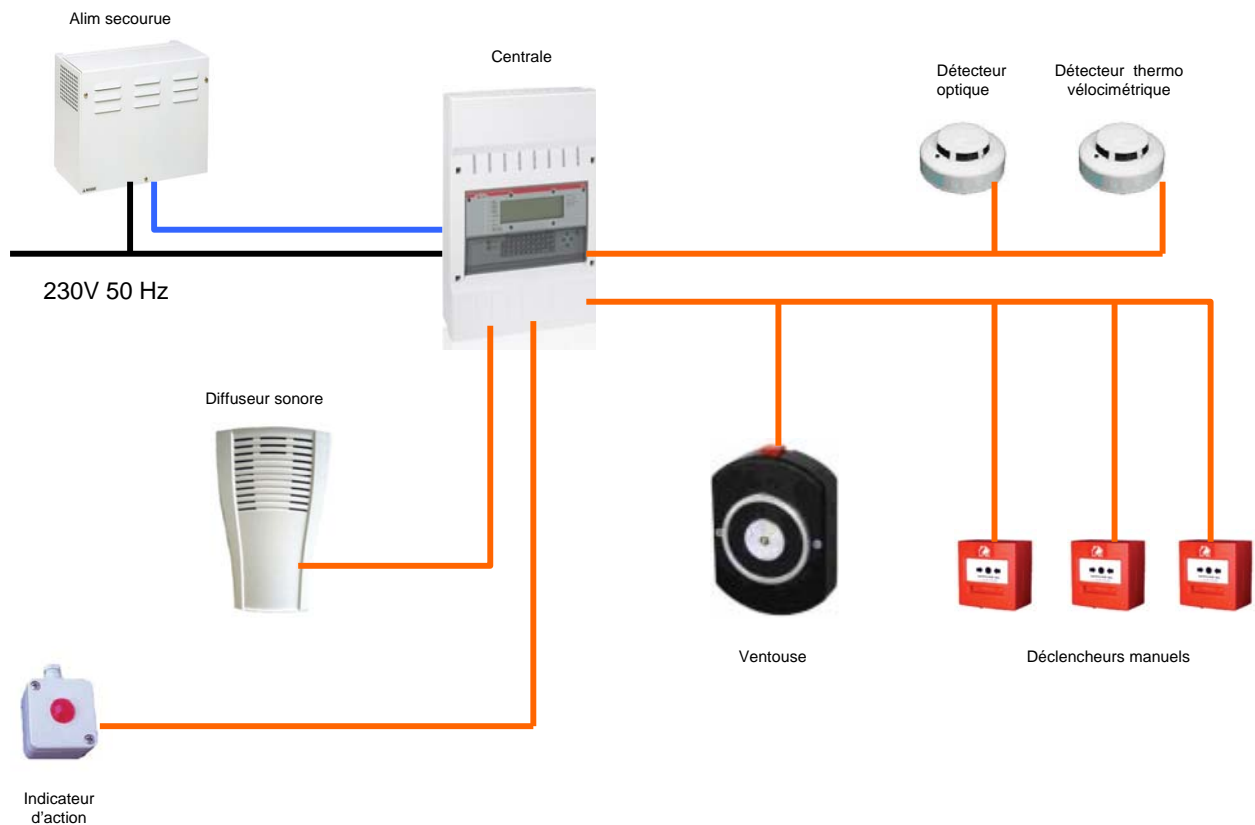 Alim secourue
Centrale
Détecteur
optique
Détecteur thermo
vélocimétrique
230V 50 Hz
Diffuseur sonore
Ventouse
Déclencheurs manuels
Indicateur
d'action